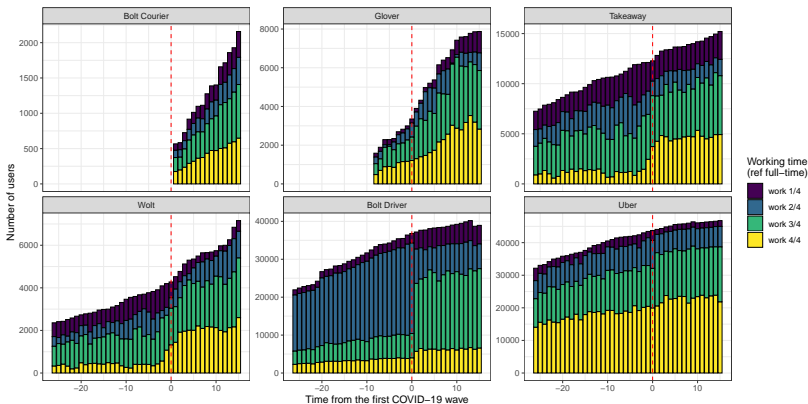 Bolt Courier
Glover
Takeaway
2000
1500
1000
500
0
8000
6000
4000
2000
0
15000
10000
5000
0
Number of users
Wolt
Bolt Driver
Uber
6000
4000
2000
0
40000
30000
20000
10000
0
40000
30000
20000
10000
0
−20
−10
0
10
−20
−10
0
10
−20
−10
0
10
Time from the first COVID−19 wave
Working time
(ref full−time)
work 1/4
work 2/4
work 3/4
work 4/4